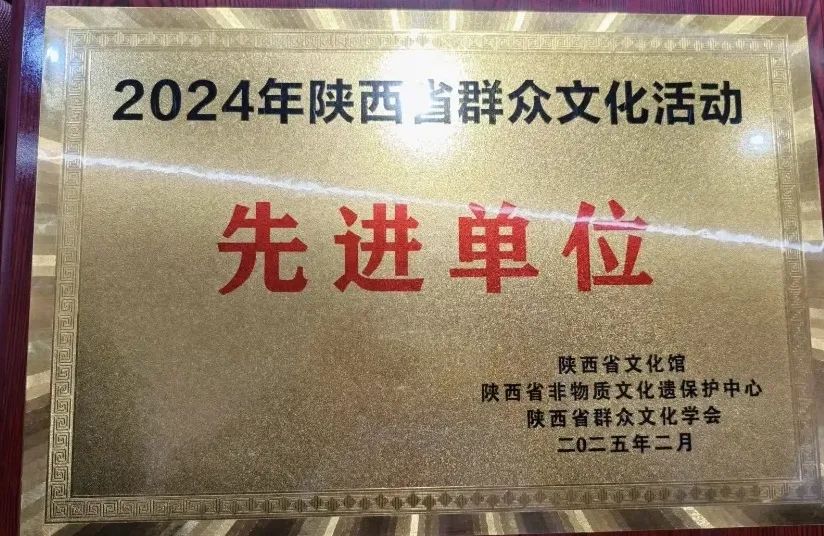 2024年陕西省群众文化活动
先进单位
陕西省文化馆
陕西省非物质文化遗保护中心
陕西省群众文化学会
二0二五年二月